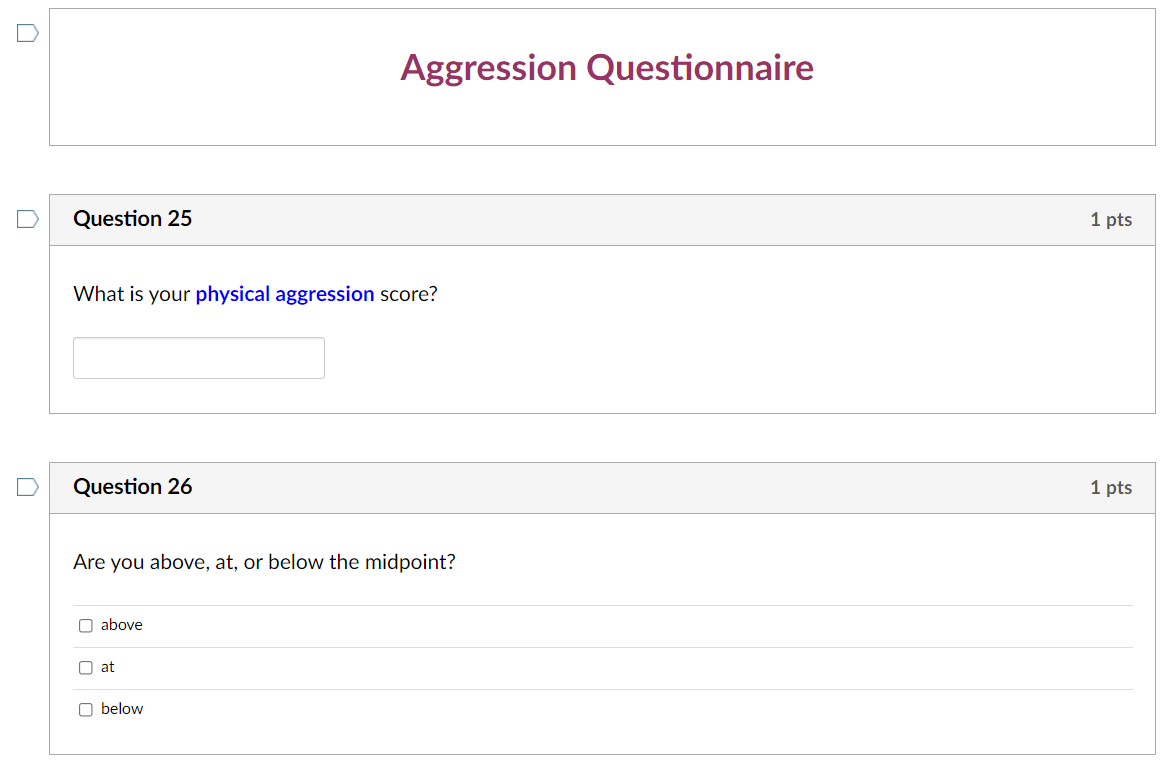 Aggression Questionnaire
Question 25
1 pts
What is your physical aggression score?
Question 26
1 pts
Are you above, at, or below the midpoint?
above
at
below